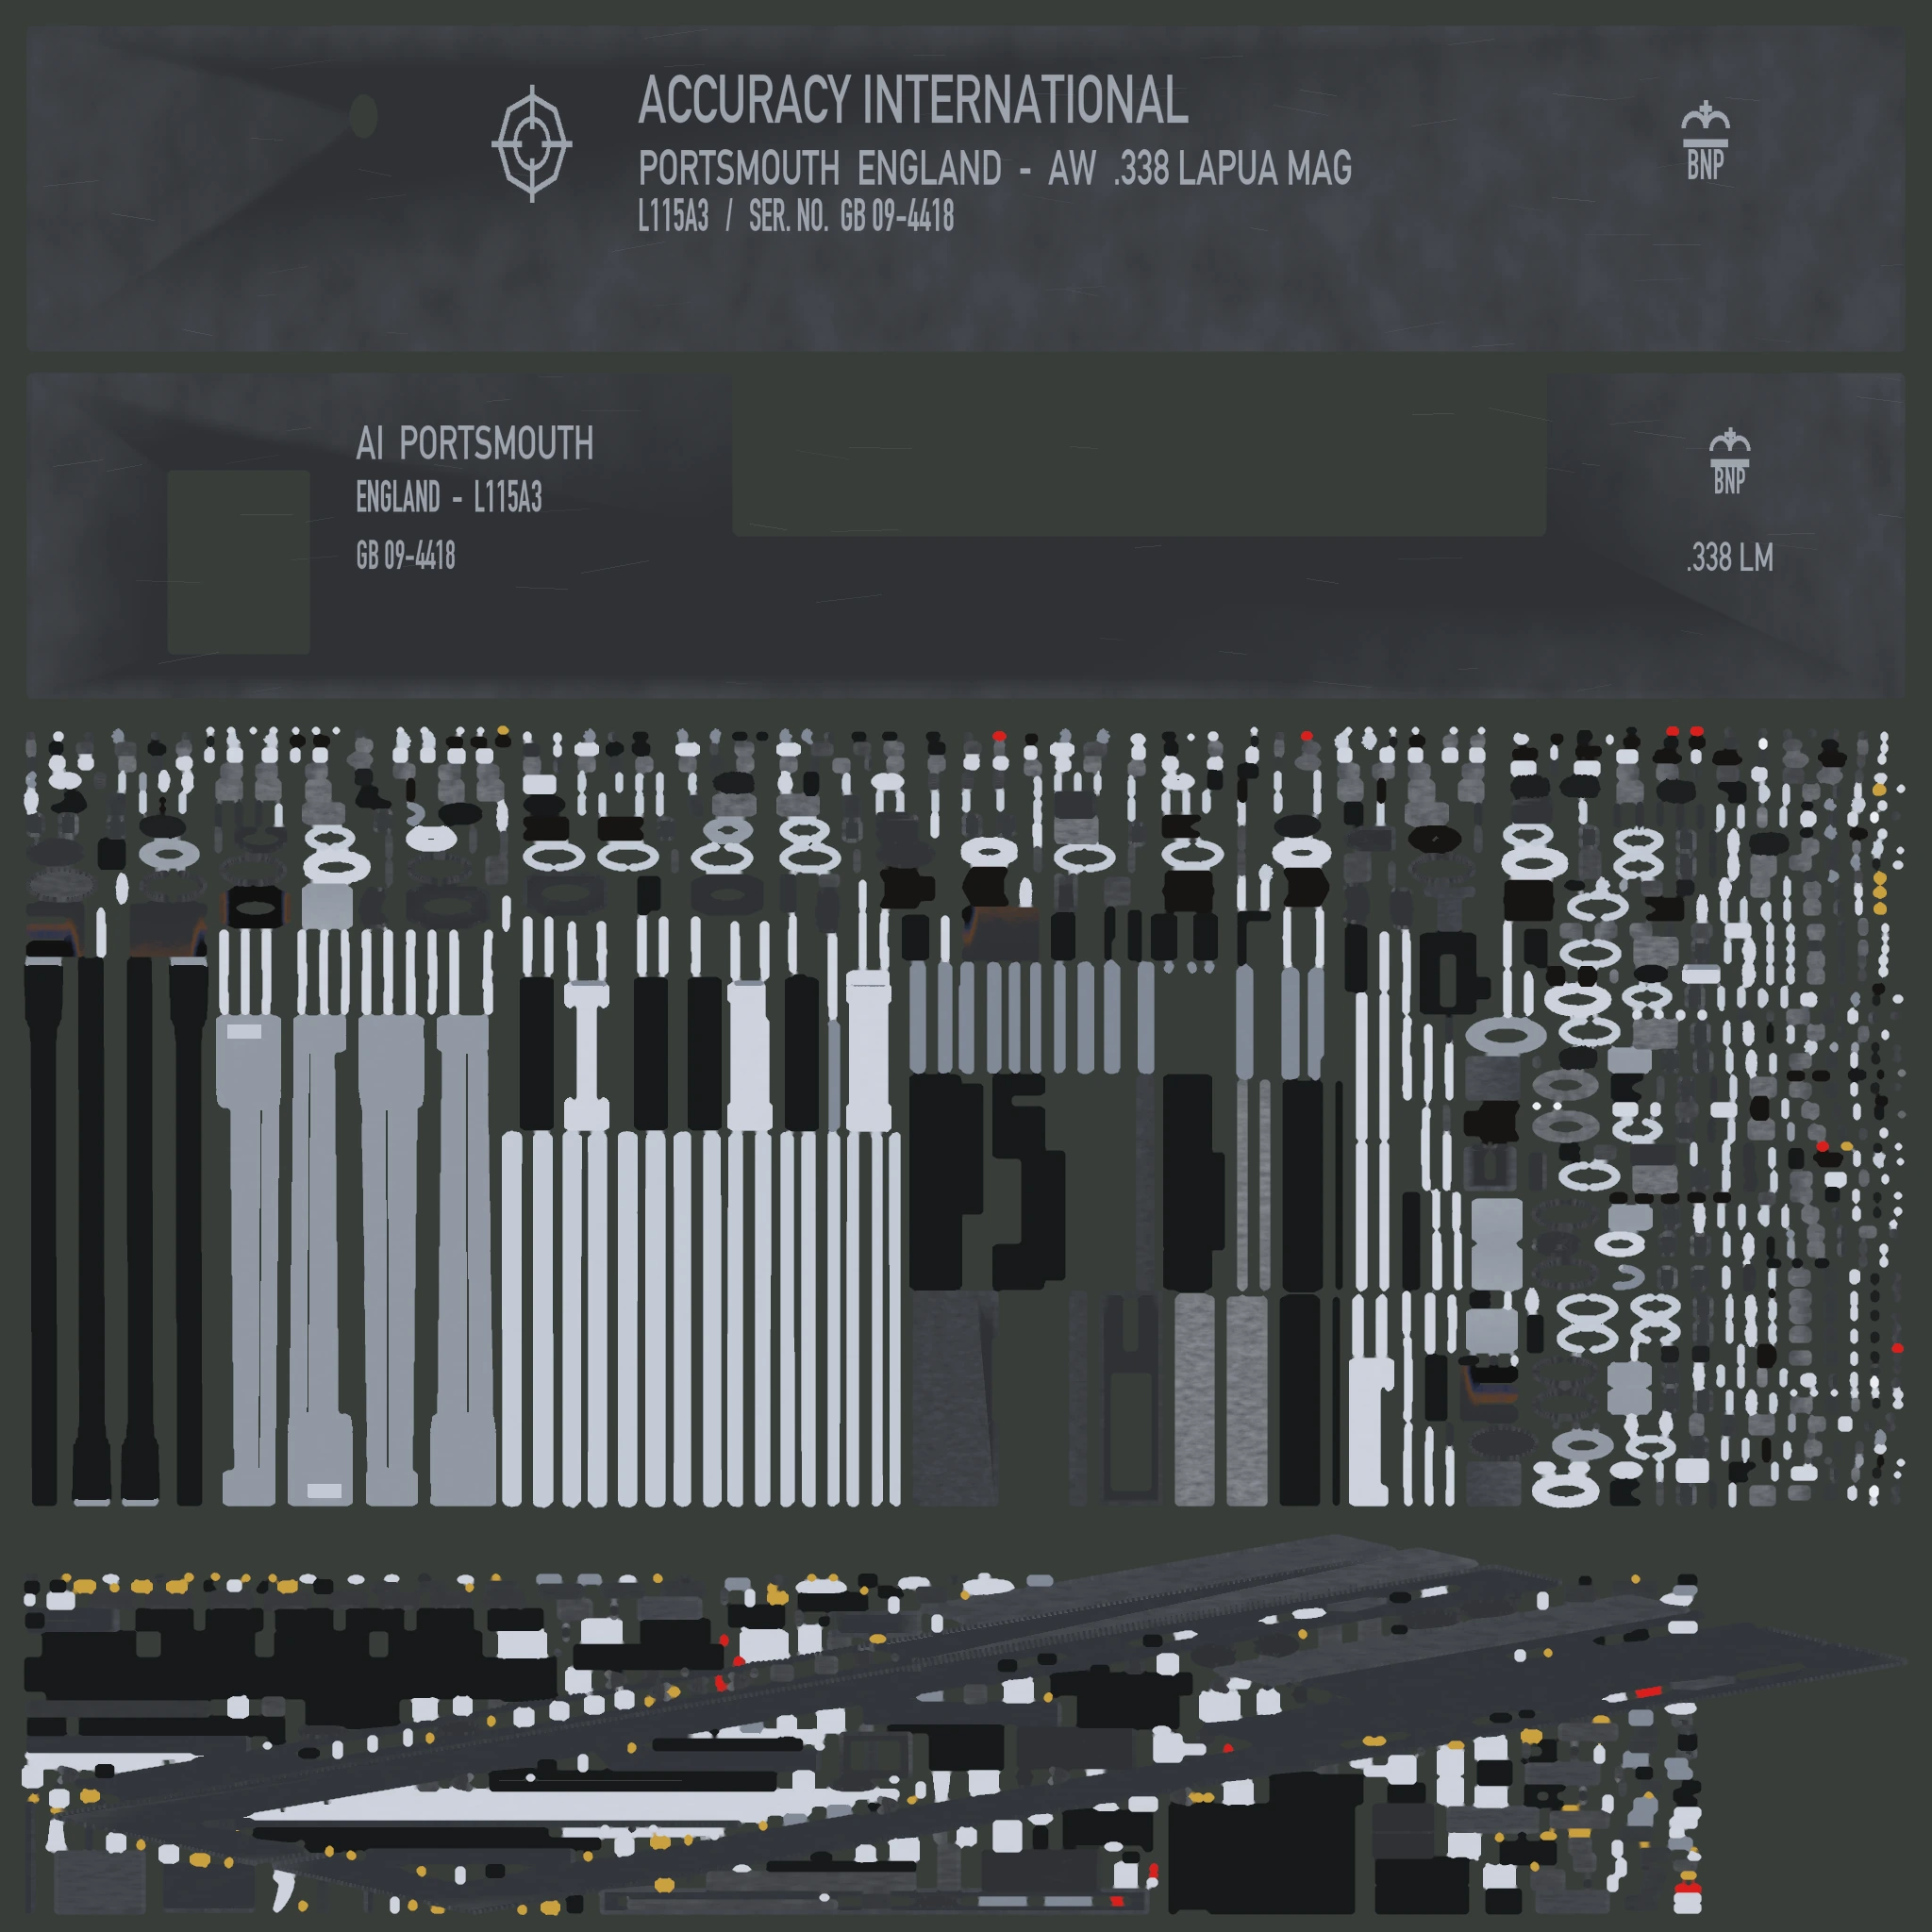 ACCURACY INTERNATIONAL
PORTSMOUTH ENGLAND - AW .338 LAPUA MAG
L115A3 / SER. NO. GB 09-4418
BNP
AI PORTSMOUTH
ENGLAND - L115A3
GB 09-4418
BNP
.338 LM